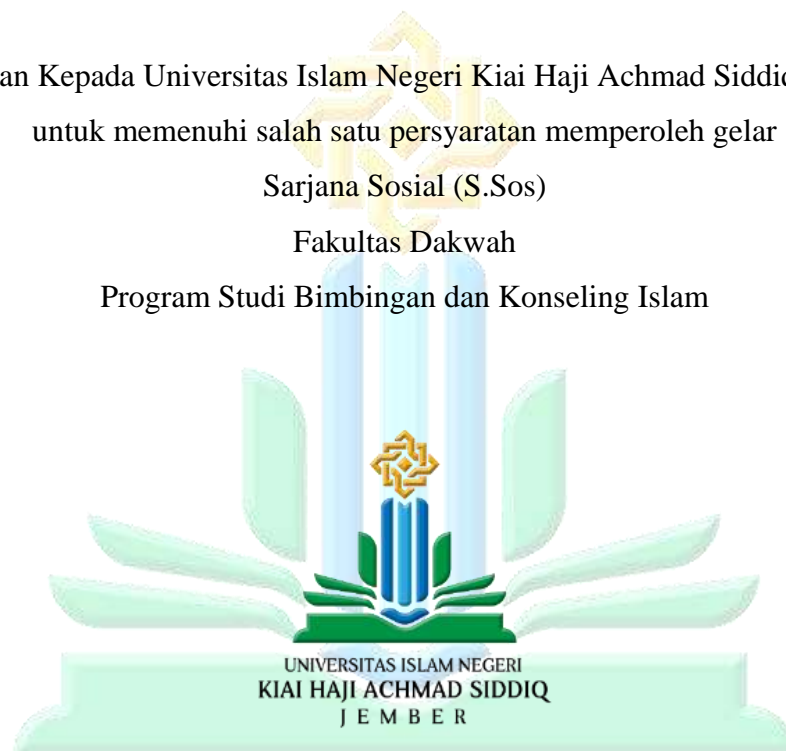 an Kepada Universitas Islam Negeri Kiai Haji Achmad Siddiq
untuk memenuhi salah satu persyaratan memperoleh gelar
Sarjana Sosial (S.Sos)
Fakultas Dakwah
Program Studi Bimbingan dan Konseling Islam
UNIVERSITAS ISLAM NEGERI
KIAI HAJI ACHMAD SIDDIQ
JEMBER